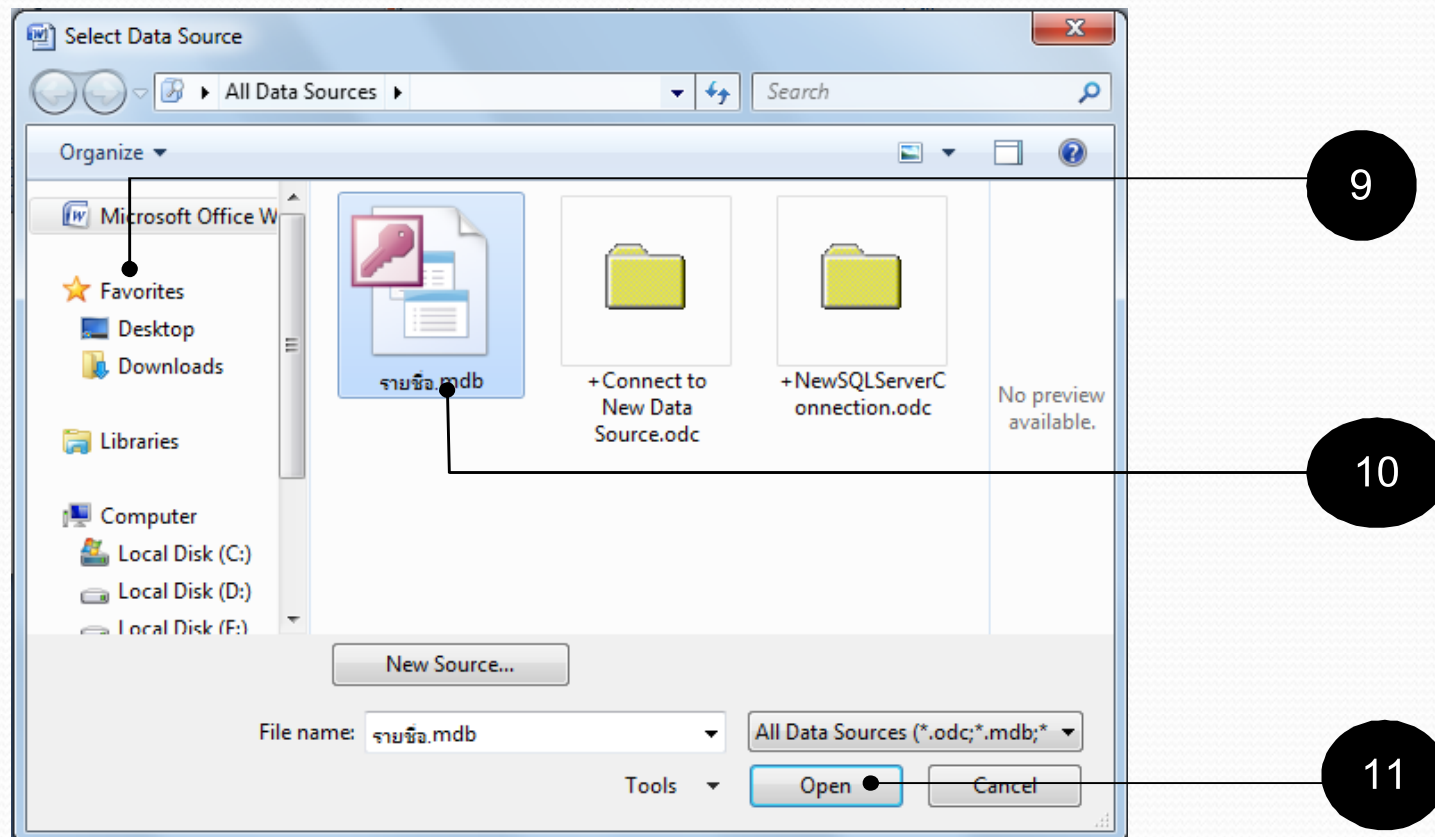 Select Data Source
All Data Sources
Search
Organize
9
Microsoft Office W
Favorites
Desktop
Downloads
Libraries
Computer
Local Disk (C:)
Local Disk (D:)
Local Disk (E:)
รายชื่อ.mdb
+Connect to
New Data
Source.odc
+NewSQLServerC
onnection.odc
No preview
available.
10
New Source...
File name: รายชื่อ.mdb
All Data Sources (*.odc;*.mdb;*
Tools
Open
Cancel
11